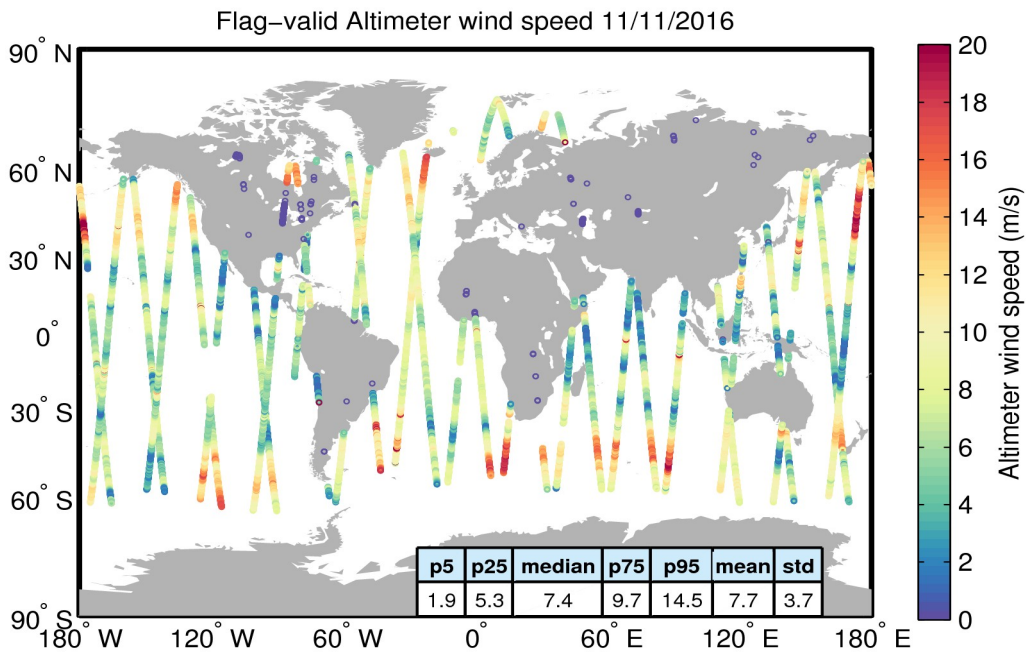 Flag−valid Altimeter wind speed 11/11/2016
90° N
60° N
30° N
0°
30° S
60° S
90° S
180° W
120° W
60° W
0°
60° E
120° E
180° E
p5 p25 median p75 p95 mean std
1.9 5.3 7.4 9.7 14.5 7.7 3.7
20
18
16
14
12
10
8
6
4
2
0
Altimeter wind speed (m/s)